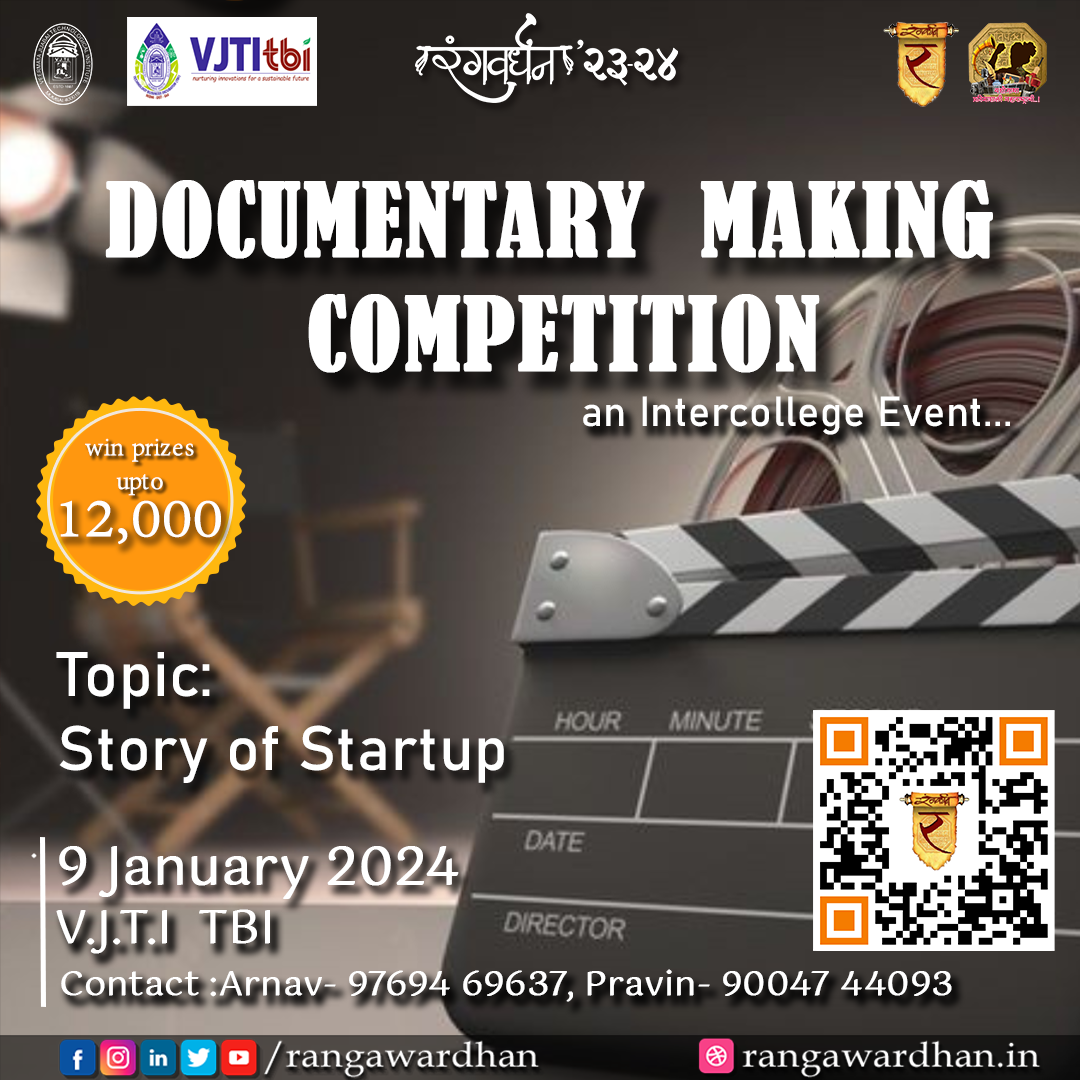 VJTI tbi
nurturing innovations for a sustainable future
रंगवर्धन '२३-२४
DOCUMENTARY MAKING
COMPETITION
an Intercollege Event...
win prizes
upto
12,000
Topic:
Story of Startup
HOUR MINUTE
DATE
DIRECTOR
9 January 2024
V.J.T.I TBI
Contact :Arnav- 97694 69637, Pravin- 90047 44093
/rangawardhan
rangawardhan.in